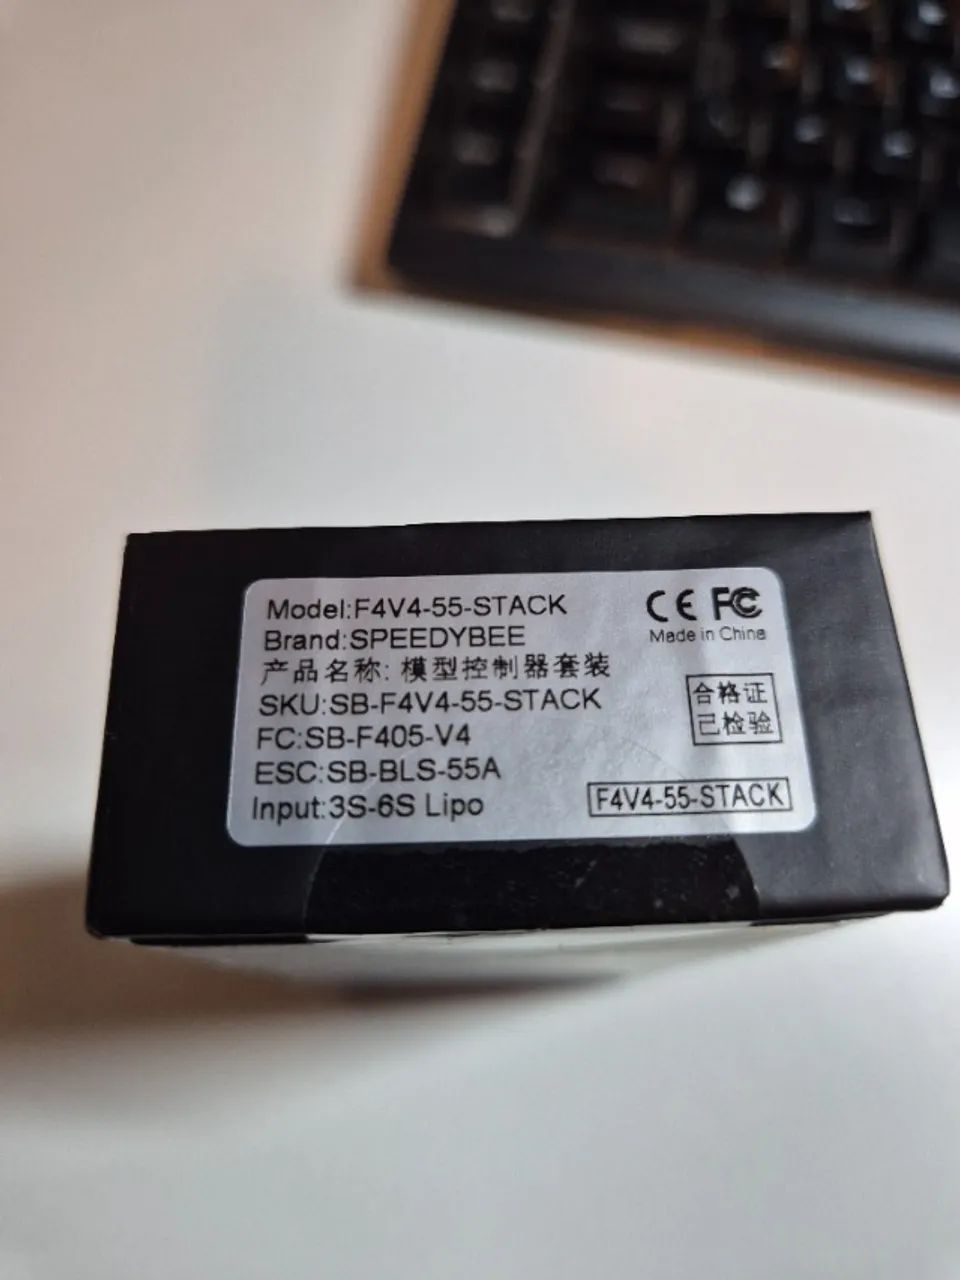 Model:F4V4-55-STACK
Brand:SPEEDYBEE
产品名称: 模型控制器套装
SKU:SB-F4V4-55-STACK
FC:SB-F405-V4
ESC:SB-BLS-55A
Input:3S-6S Lipo
CE FC
Made in China
合格证
已检验
F4V4-55-STACK